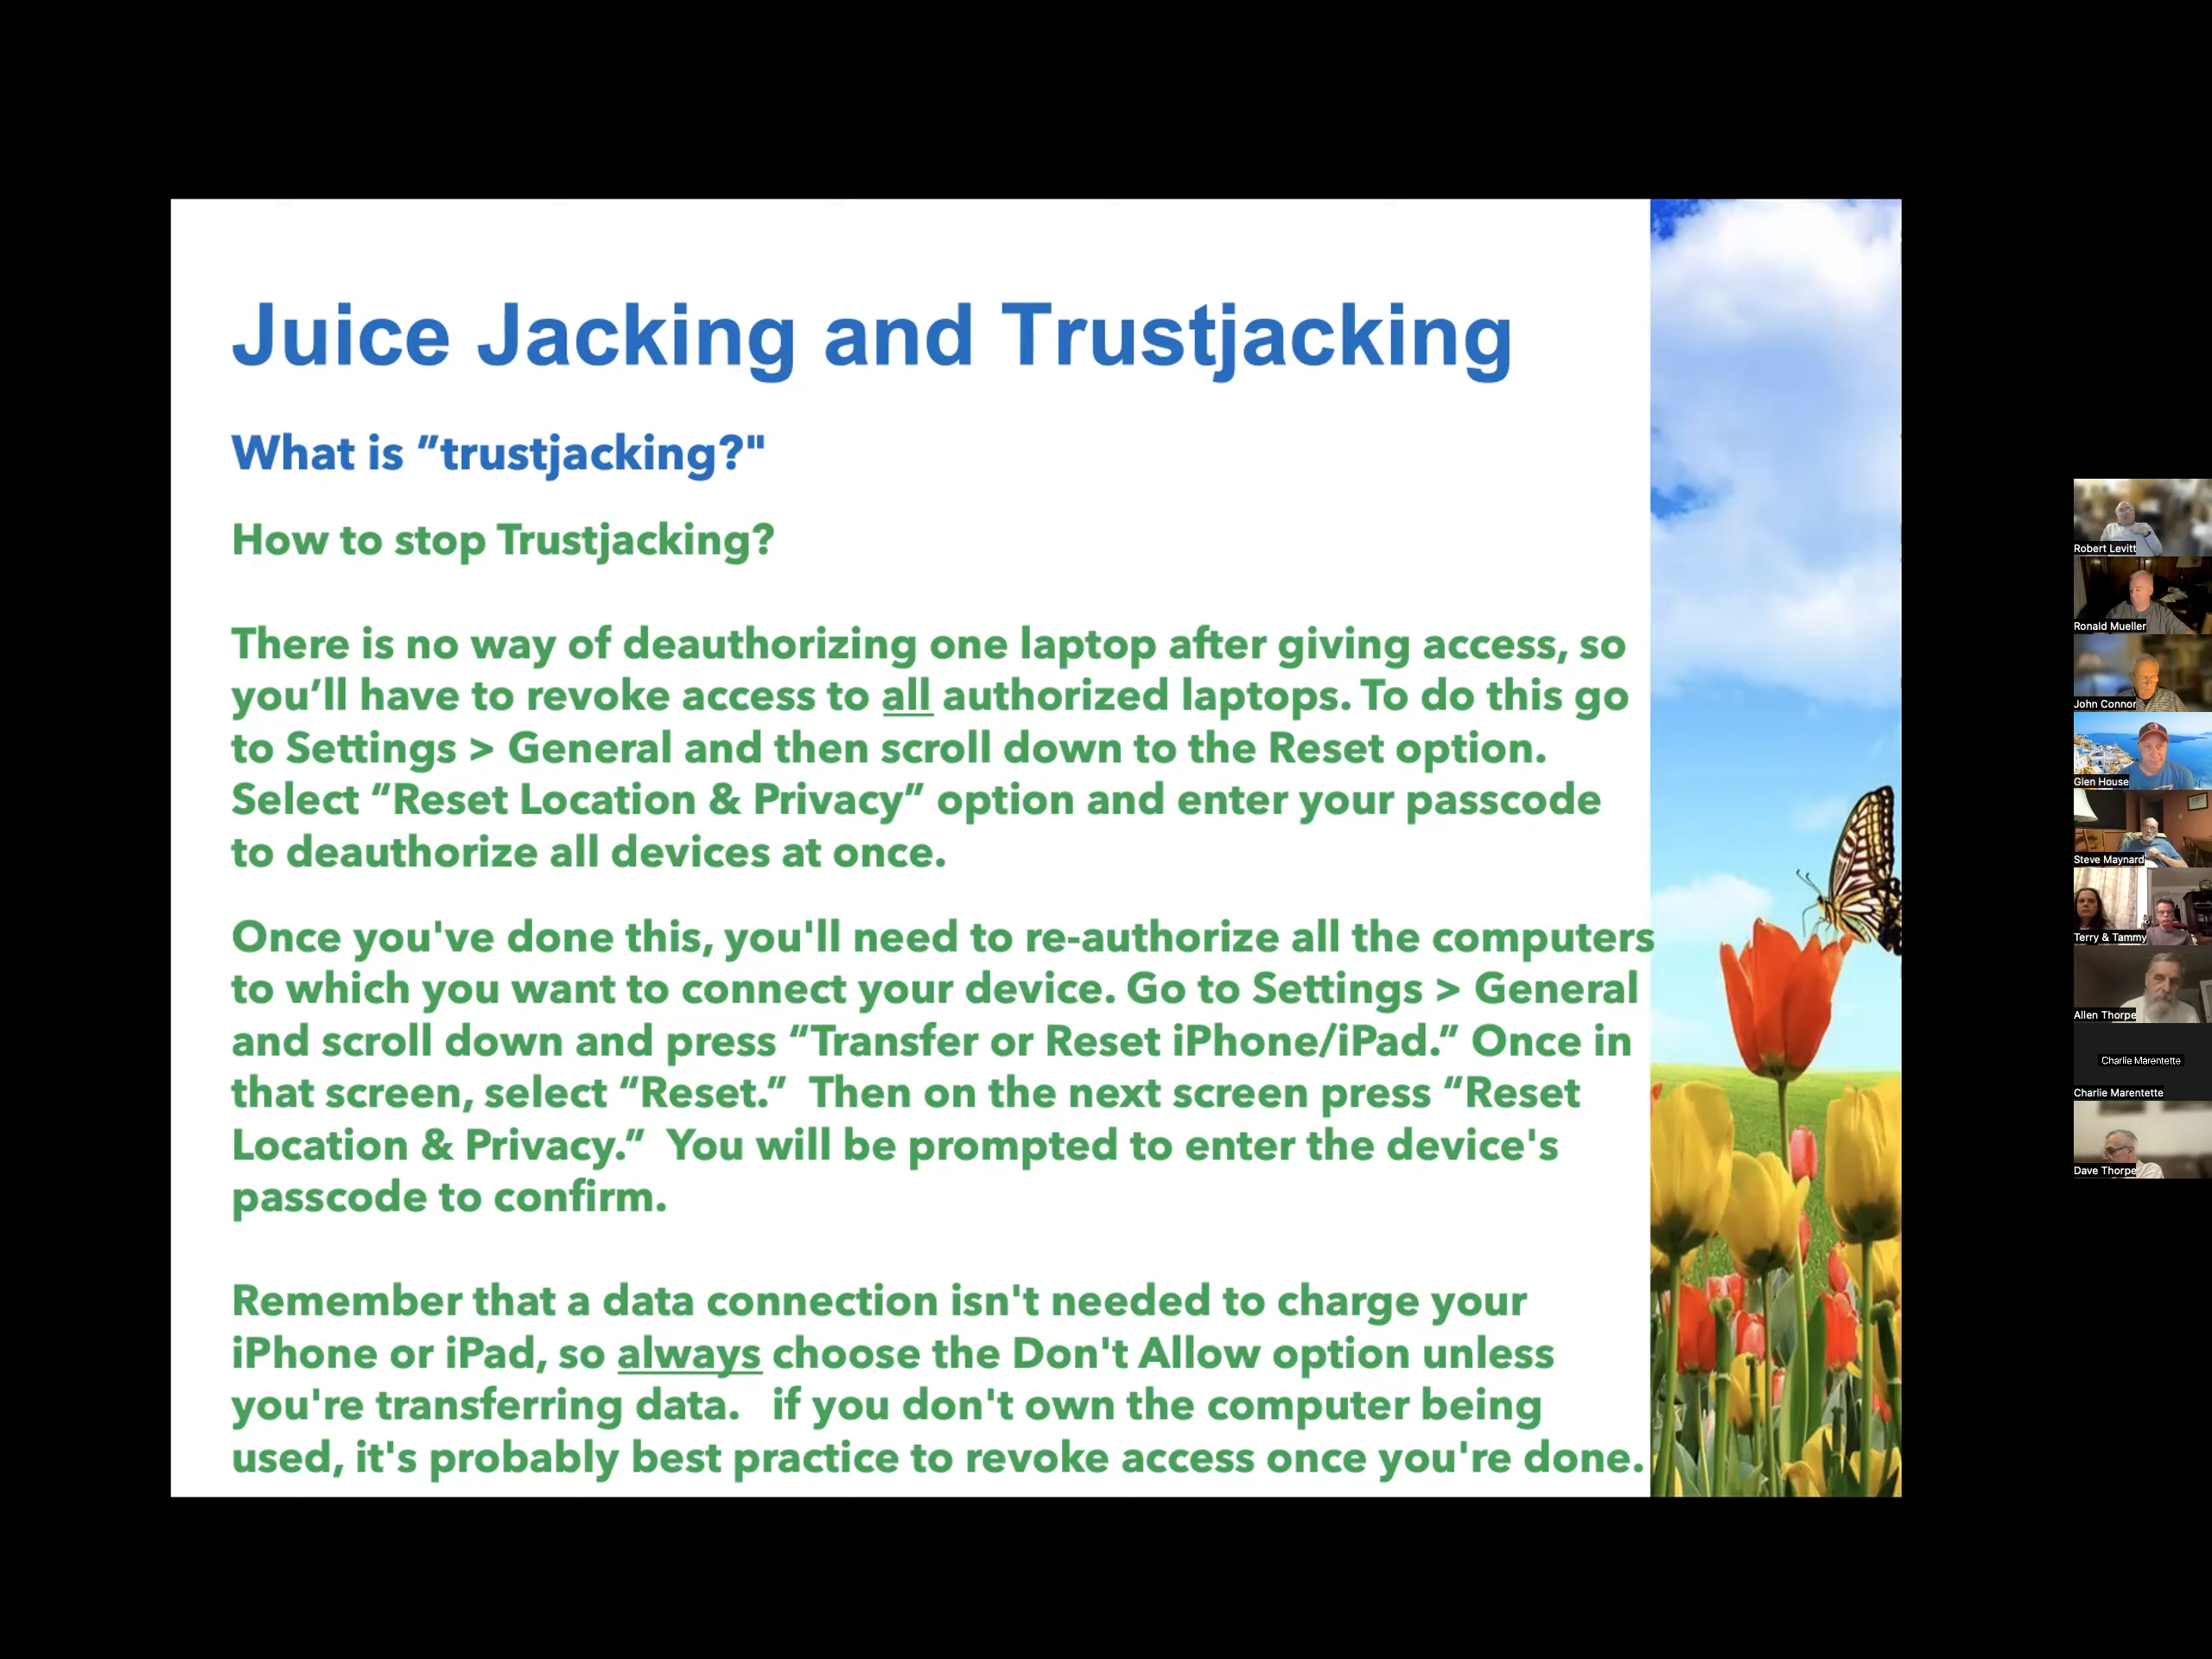 Juice Jacking and Trustjacking
What is ”trustjacking?"
How to stop Trustjacking?
There is no way of deauthorizing one laptop after giving access, so
you’ll have to revoke access to all authorized laptops. To do this go
to Settings > General and then scroll down to the Reset option.
Select “Reset Location & Privacy” option and enter your passcode
to deauthorize all devices at once.
Once you've done this, you'll need to re-authorize all the computers
to which you want to connect your device. Go to Settings > General
and scroll down and press “Transfer or Reset iPhone/iPad.” Once in
that screen, select “Reset.”  Then on the next screen press “Reset
Location & Privacy.”  You will be prompted to enter the device's
passcode to confirm.
Remember that a data connection isn't needed to charge your
iPhone or iPad, so always choose the Don't Allow option unless
you're transferring data.   if you don't own the computer being
used, it's probably best practice to revoke access once you're done.
Robert Levitt
Ronald Mueller
John Connor
Glen House
Steve Maynard
Terry & Tammy
Allen Thorpe
Charlie Marentette
Charlie Marentette
Dave Thorpe